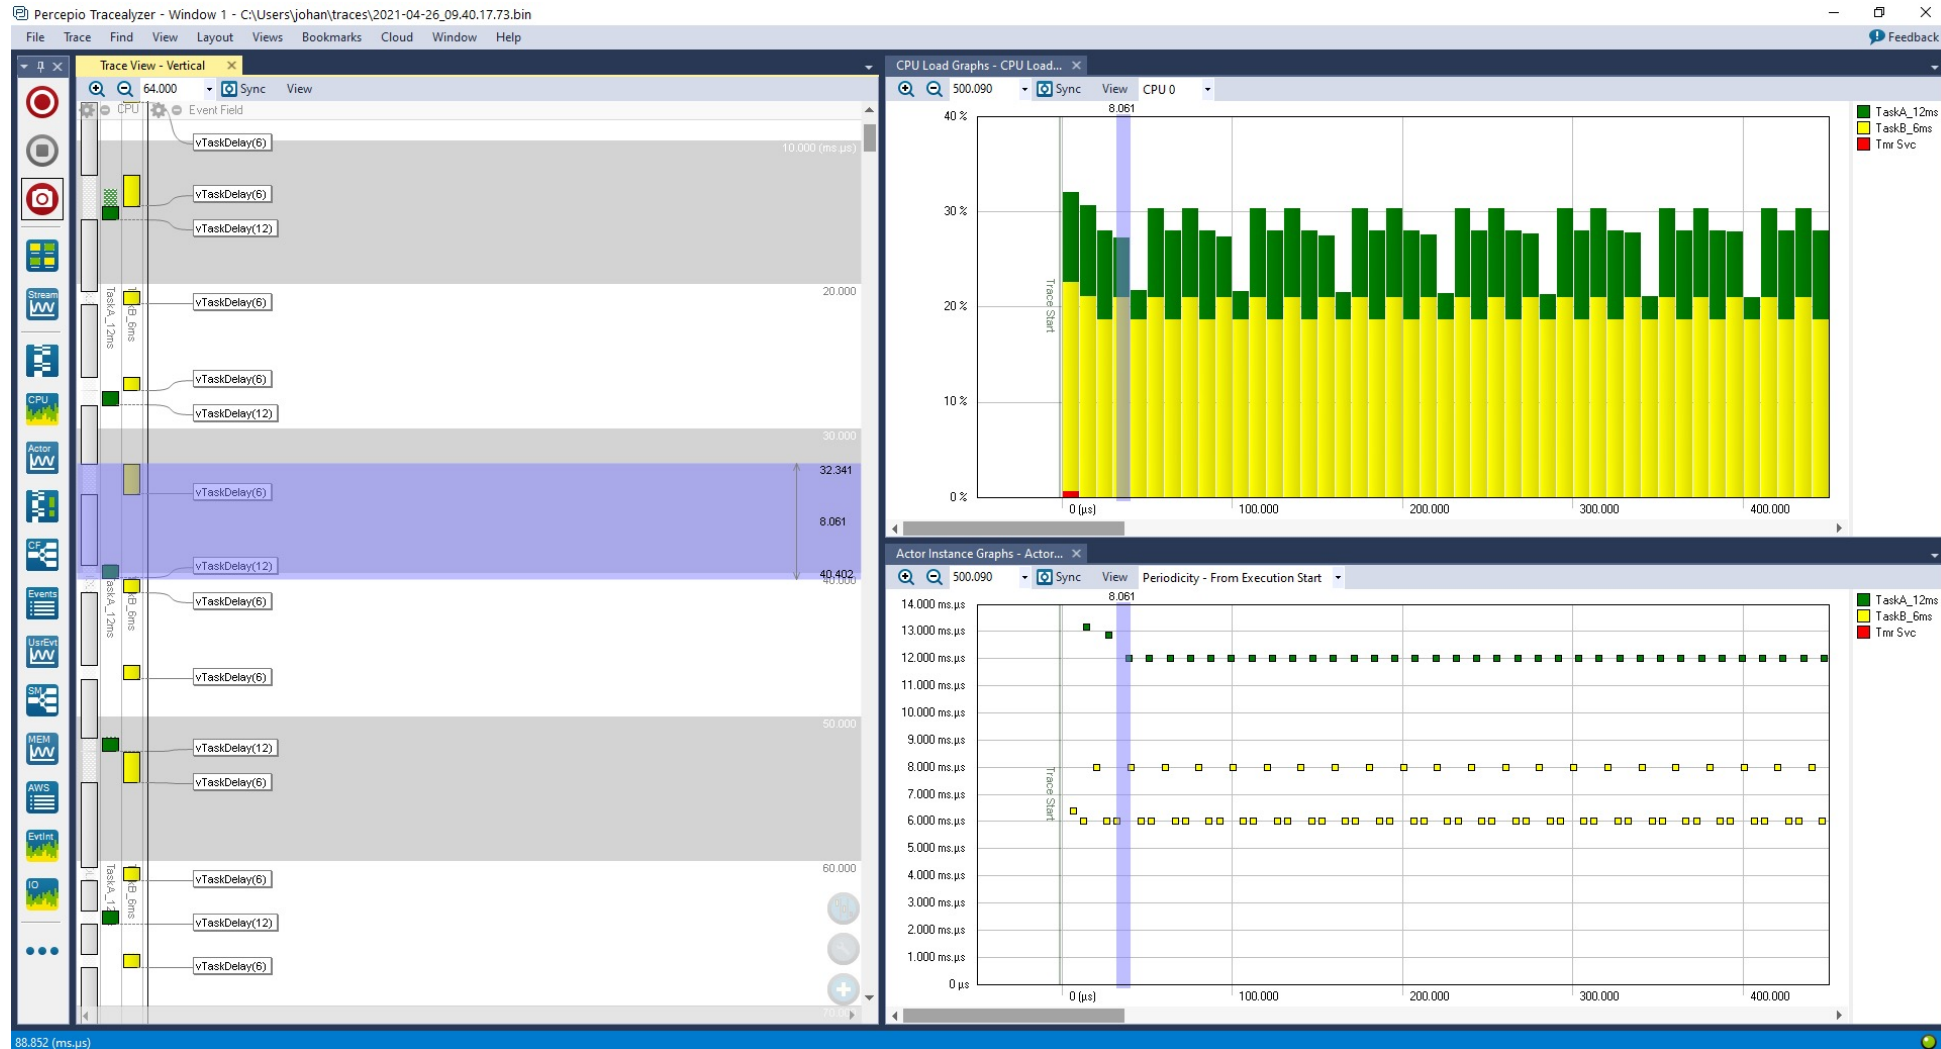 Percepio Tracealyzer - Window 1 - C:\Users\johan\traces\2021-04-26_09.40.17.73.bin
File Trace Find View Layout Views Bookmarks Cloud Window Help
Feedback
Trace View - Vertical
64.000 Sync View
CPU Event Field
vTaskDelay(6)
10.000 (ms.µs)
vTaskDelay(6)
vTaskDelay(12)
20.000
vTaskDelay(6)
TaskA_12ms
kB_6ms
vTaskDelay(6)
vTaskDelay(12)
30.000
32.341
vTaskDelay(6)
8.061
vTaskDelay(12)
40.402
40.000
vTaskDelay(6)
askA_12ms
kB_6ms
vTaskDelay(6)
50.000
vTaskDelay(12)
vTaskDelay(6)
60.000
vTaskDelay(6)
TaskA_12
kB_6ms
vTaskDelay(12)
vTaskDelay(6)
Stream
CPU
Actor
CF
Events
UsrEvt
SM
MEM
AWS
EvtInt
IO
CPU Load Graphs - CPU Load...
500.090 Sync View CPU 0
8.061
40 %
30 %
20 %
10 %
0 %
Trace Start
0 (µs) 100.000 200.000 300.000 400.000
TaskA_12ms
TaskB_6ms
Tmr Svc
Actor Instance Graphs - Actor...
500.090 Sync View Periodicity - From Execution Start
8.061
14.000 ms.µs
13.000 ms.µs
12.000 ms.µs
11.000 ms.µs
10.000 ms.µs
9.000 ms.µs
8.000 ms.µs
7.000 ms.µs
6.000 ms.µs
5.000 ms.µs
4.000 ms.µs
3.000 ms.µs
2.000 ms.µs
1.000 ms.µs
0 µs
Trace Start
0 (µs) 100.000 200.000 300.000 400.000
TaskA_12ms
TaskB_6ms
Tmr Svc
88.852 (ms.µs)